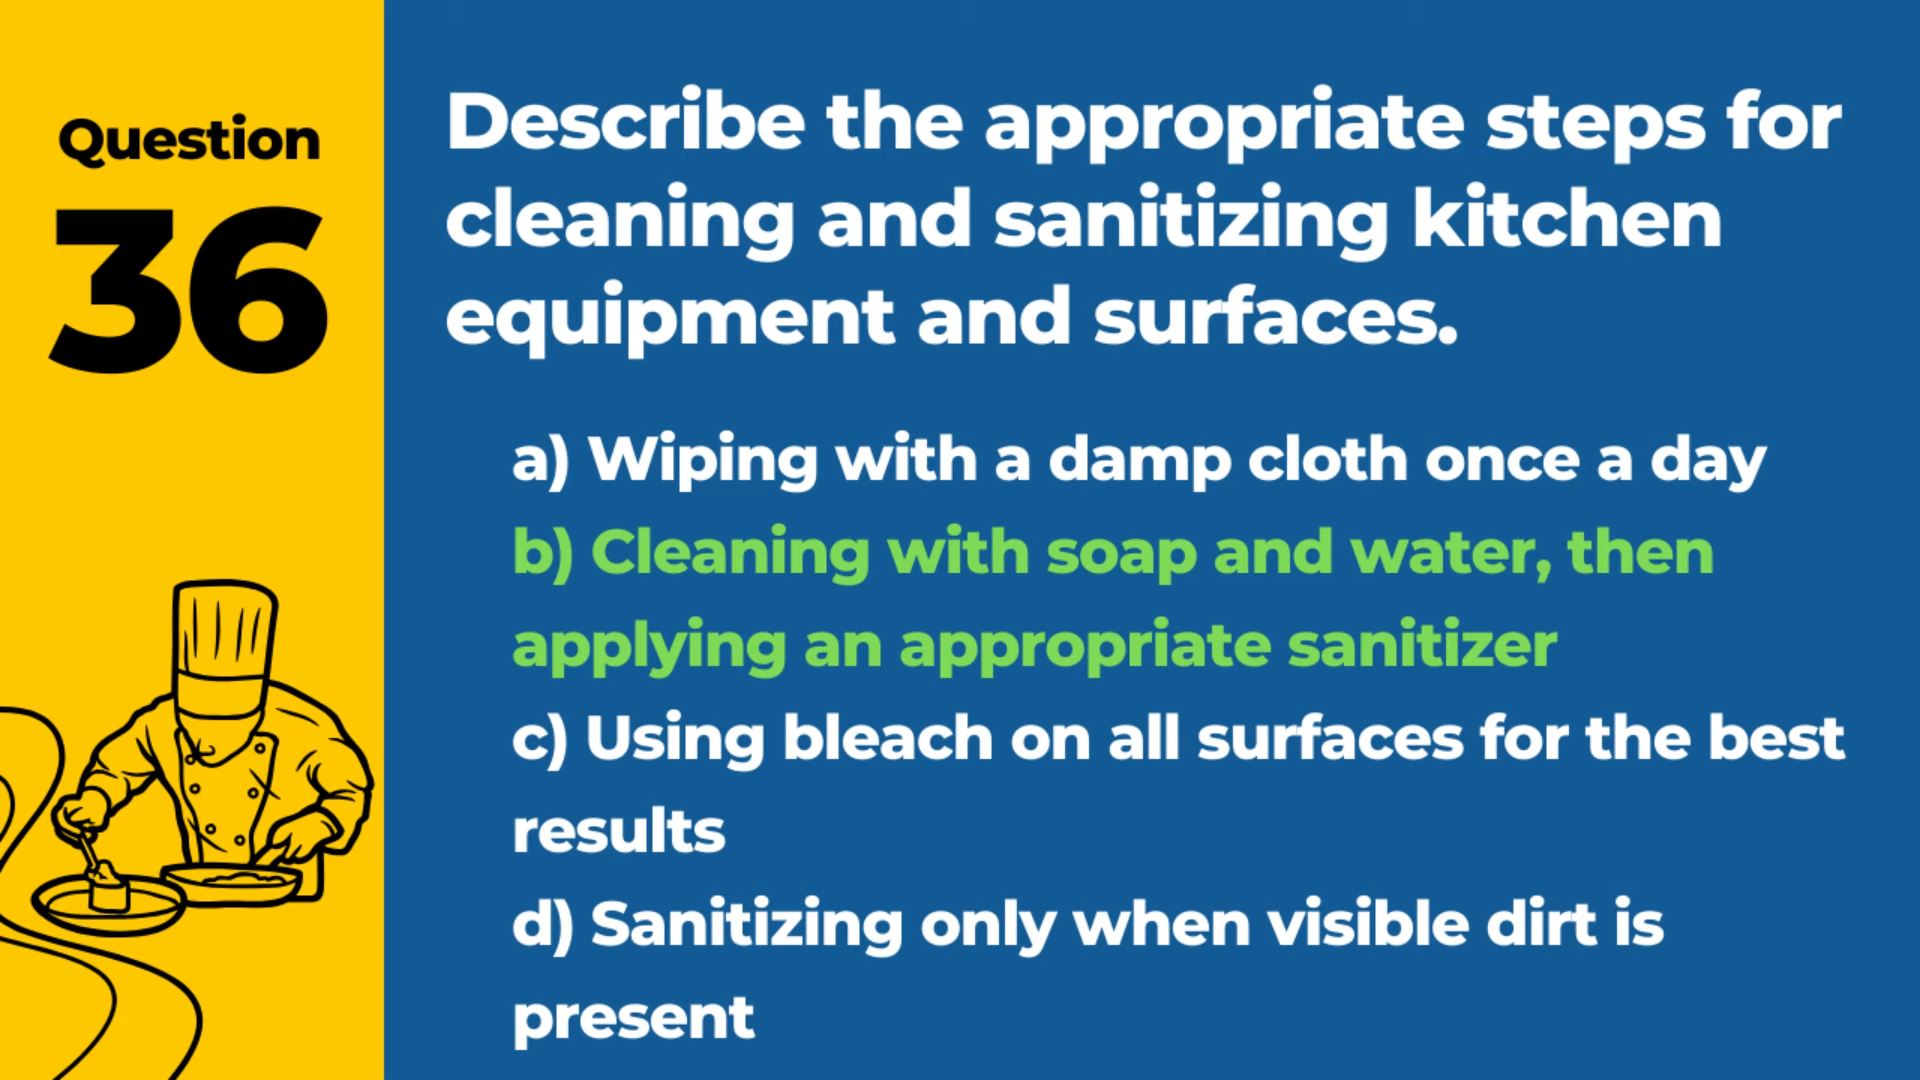 Question
36
Describe the appropriate steps for
cleaning and sanitizing kitchen
equipment and surfaces.
a) Wiping with a damp cloth once a day
b) Cleaning with soap and water, then
applying an appropriate sanitizer
c) Using bleach on all surfaces for the best
results
d) Sanitizing only when visible dirt is
present